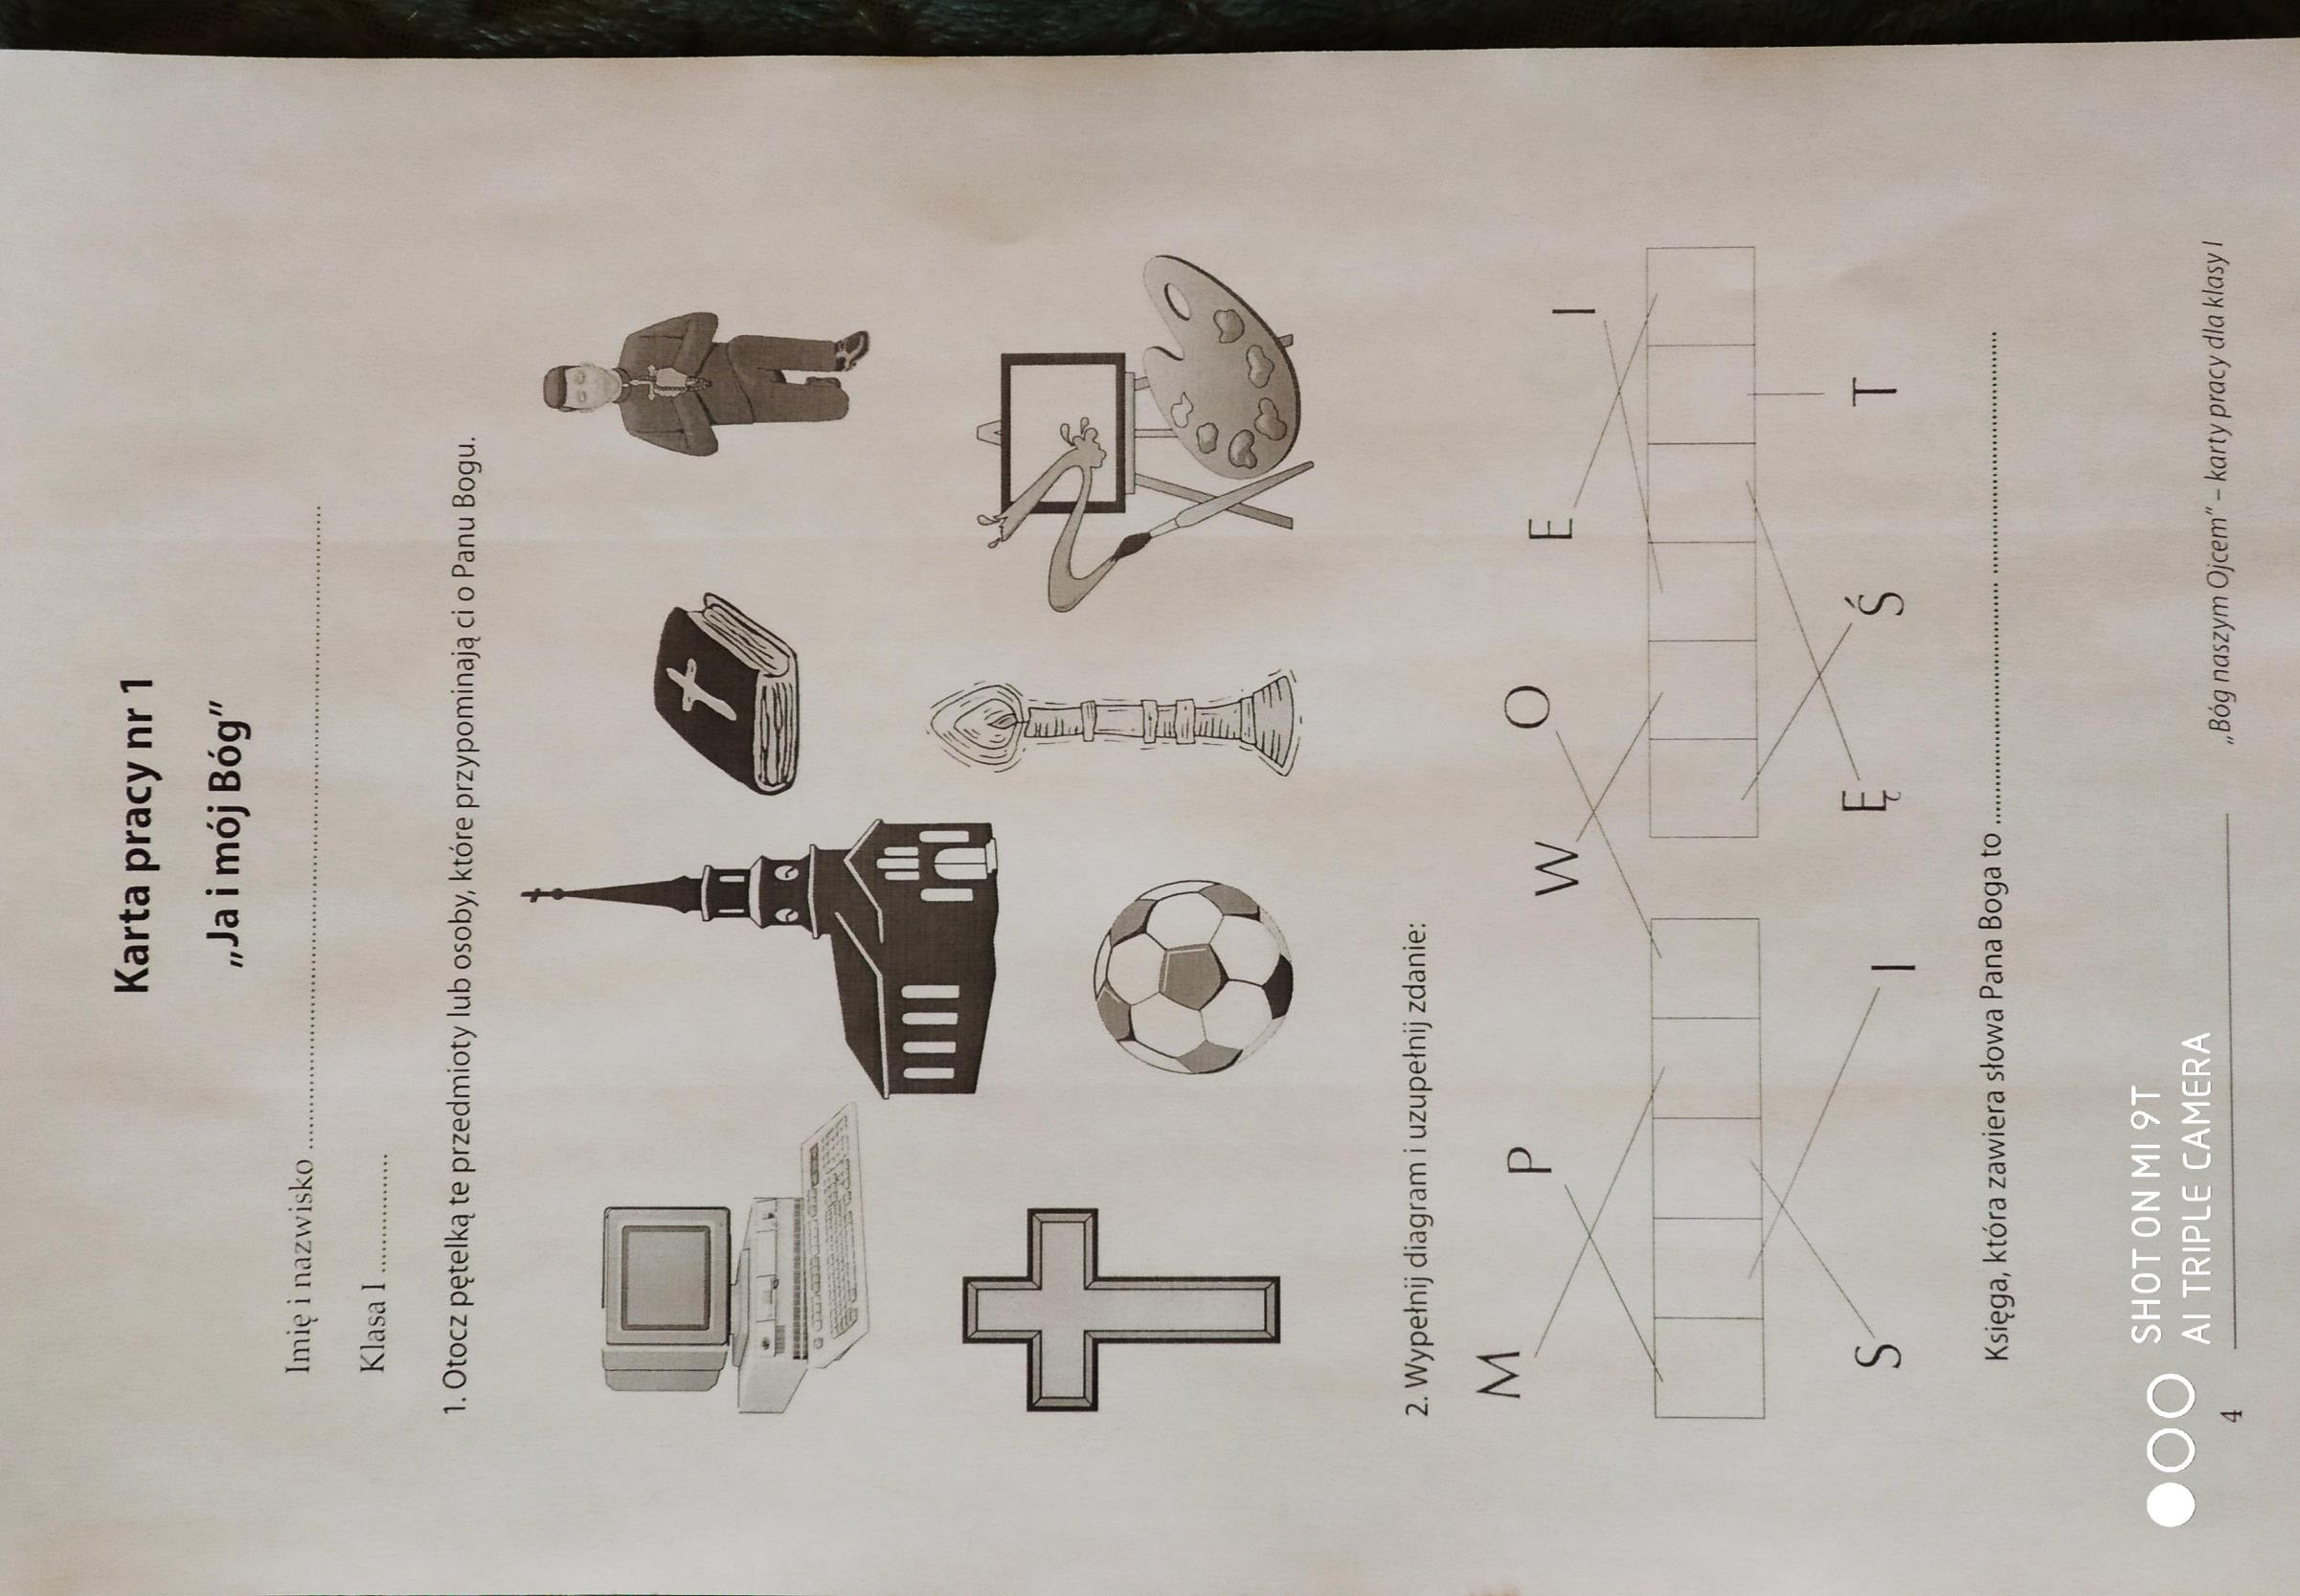 Karta pracy nr 1
„Ja i mój Bóg”
Imię i nazwisko ..........
Klasa I ..........
1. Otocz pętelką te przedmioty lub osoby, które przypominają ci o Panu Bogu.
2. Wypełnij diagram i uzupełnij zdanie:
M P W O E I
S I Ę Ś T
Księga, która zawiera słowa Pana Boga to ..........
4 „Bóg naszym Ojcem” – karty pracy dla klasy I
SHOT ON MI 9T
AI TRIPLE CAMERA